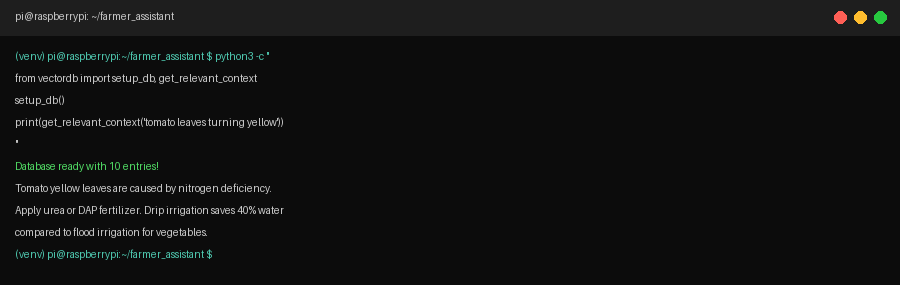 pi@raspberrypi: ~/farmer_assistant
(venv) pi@raspberrypi:~/farmer_assistant $ python3 -c "
from vectordb import setup_db, get_relevant_context
setup_db()
print(get_relevant_context('tomato leaves turning yellow'))
"
Database ready with 10 entries!
Tomato yellow leaves are caused by nitrogen deficiency.
Apply urea or DAP fertilizer. Drip irrigation saves 40% water
compared to flood irrigation for vegetables.
(venv) pi@raspberrypi:~/farmer_assistant $